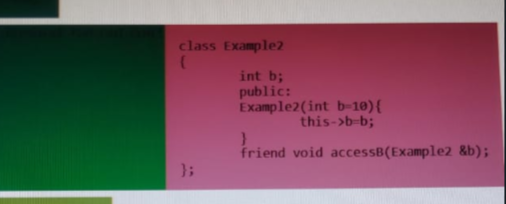 class Example2
{
int b;
public:
Example2(int b=10){
this->b=b;
}
friend void accessB(Example2 &b);
};